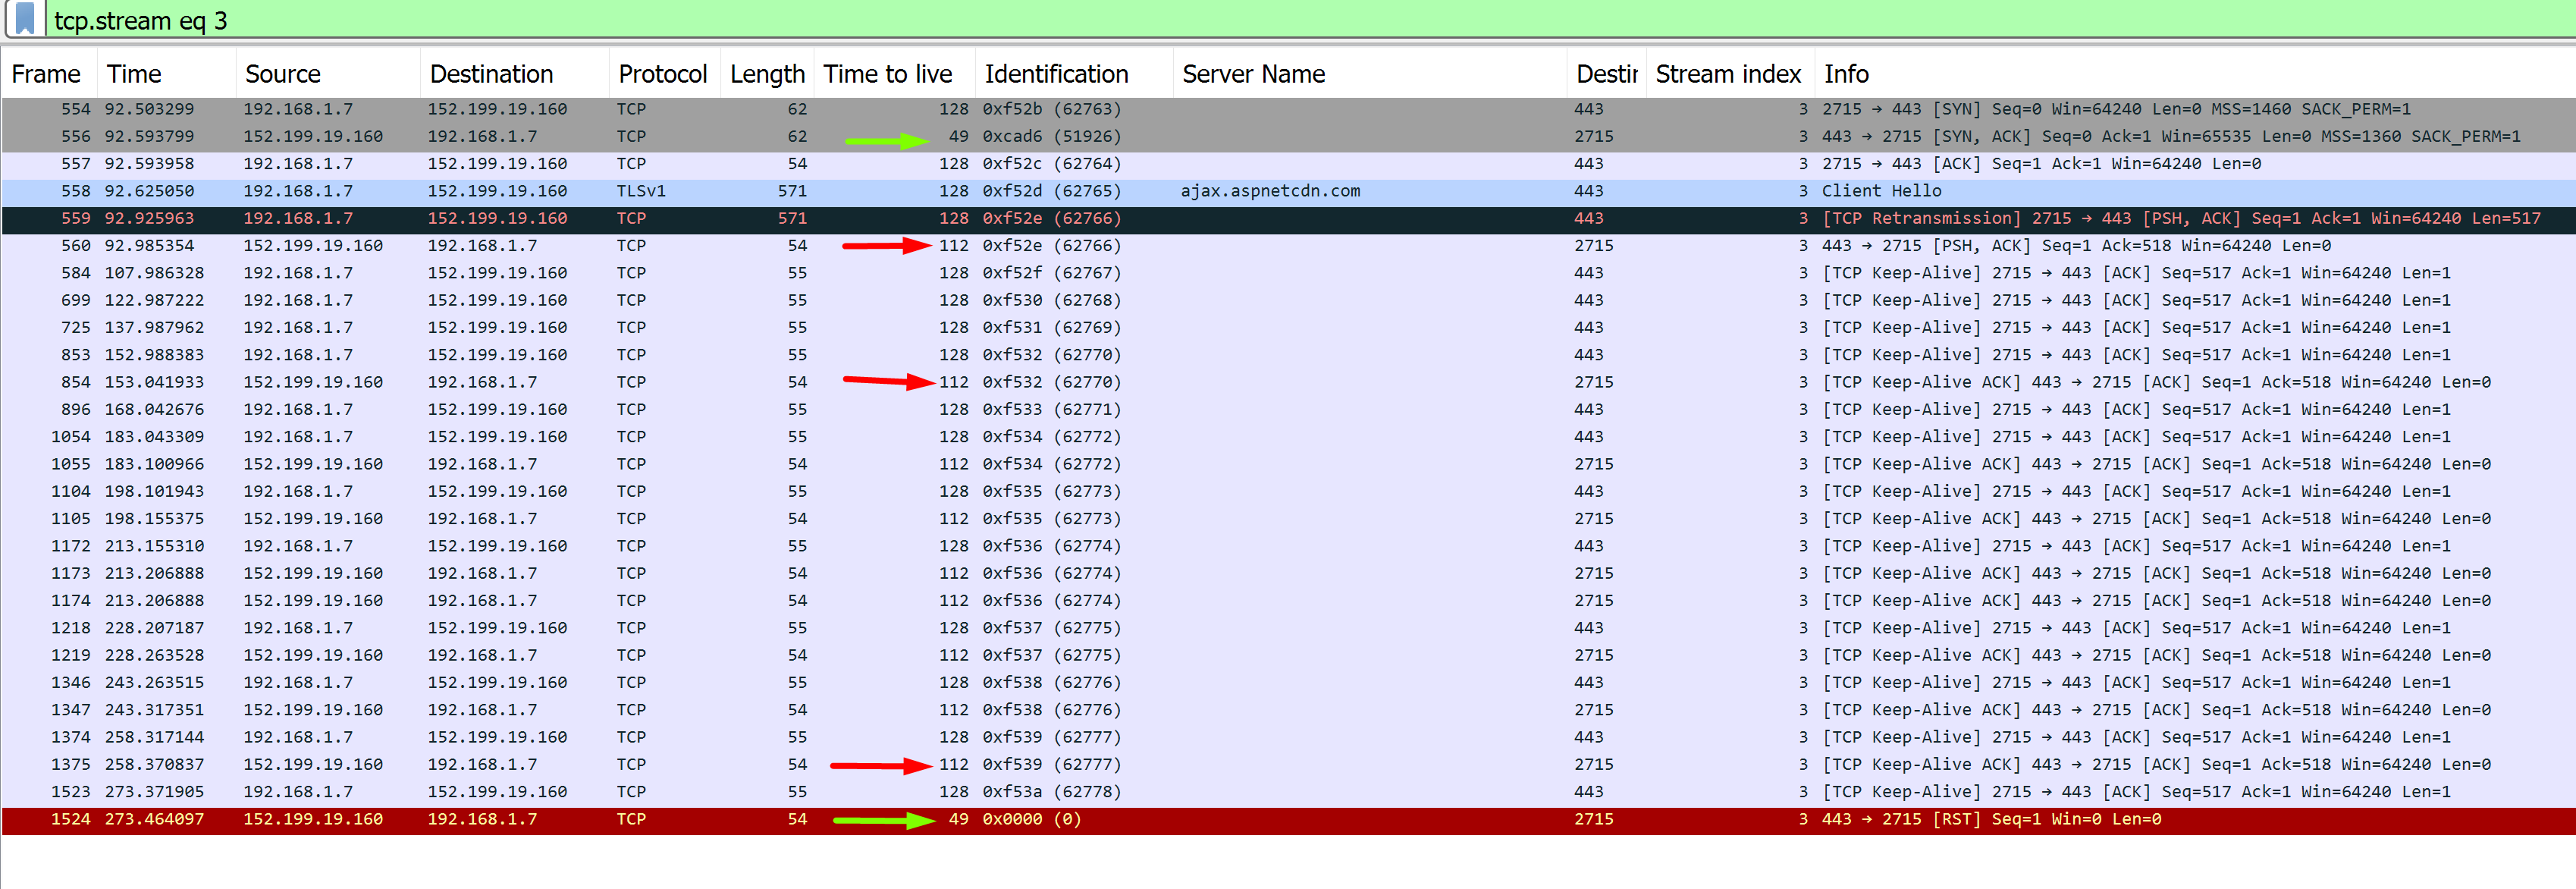 tcp.stream eq 3
Frame Time Source Destination Protocol Length Time to live Identification Server Name Destir Stream index Info
554 92.503299 192.168.1.7 152.199.19.160 TCP 62 128 0xf52b (62763) 443 3 2715 → 443 [SYN] Seq=0 Win=64240 Len=0 MSS=1460 SACK_PERM=1
556 92.593799 152.199.19.160 192.168.1.7 TCP 62 49 0xcad6 (51926) 2715 3 443 → 2715 [SYN, ACK] Seq=0 Ack=1 Win=65535 Len=0 MSS=1360 SACK_PERM=1
557 92.593958 192.168.1.7 152.199.19.160 TCP 54 128 0xf52c (62764) 443 3 2715 → 443 [ACK] Seq=1 Ack=1 Win=64240 Len=0
558 92.625050 192.168.1.7 152.199.19.160 TLSv1 571 128 0xf52d (62765) ajax.aspnetcdn.com 443 3 Client Hello
559 92.925963 192.168.1.7 152.199.19.160 TCP 571 128 0xf52e (62766) 443 3 [TCP Retransmission] 2715 → 443 [PSH, ACK] Seq=1 Ack=1 Win=64240 Len=517
560 92.985354 152.199.19.160 192.168.1.7 TCP 54 112 0xf52e (62766) 2715 3 443 → 2715 [PSH, ACK] Seq=1 Ack=518 Win=64240 Len=0
584 107.986328 192.168.1.7 152.199.19.160 TCP 55 128 0xf52f (62767) 443 3 [TCP Keep-Alive] 2715 → 443 [ACK] Seq=517 Ack=1 Win=64240 Len=1
699 122.987222 192.168.1.7 152.199.19.160 TCP 55 128 0xf530 (62768) 443 3 [TCP Keep-Alive] 2715 → 443 [ACK] Seq=517 Ack=1 Win=64240 Len=1
725 137.987962 192.168.1.7 152.199.19.160 TCP 55 128 0xf531 (62769) 443 3 [TCP Keep-Alive] 2715 → 443 [ACK] Seq=517 Ack=1 Win=64240 Len=1
853 152.988383 192.168.1.7 152.199.19.160 TCP 55 128 0xf532 (62770) 443 3 [TCP Keep-Alive] 2715 → 443 [ACK] Seq=517 Ack=1 Win=64240 Len=1
854 153.041933 152.199.19.160 192.168.1.7 TCP 54 112 0xf532 (62770) 2715 3 [TCP Keep-Alive ACK] 443 → 2715 [ACK] Seq=1 Ack=518 Win=64240 Len=0
896 168.042676 192.168.1.7 152.199.19.160 TCP 55 128 0xf533 (62771) 443 3 [TCP Keep-Alive] 2715 → 443 [ACK] Seq=517 Ack=1 Win=64240 Len=1
1054 183.043309 192.168.1.7 152.199.19.160 TCP 55 128 0xf534 (62772) 443 3 [TCP Keep-Alive] 2715 → 443 [ACK] Seq=517 Ack=1 Win=64240 Len=1
1055 183.100966 152.199.19.160 192.168.1.7 TCP 54 112 0xf534 (62772) 2715 3 [TCP Keep-Alive ACK] 443 → 2715 [ACK] Seq=1 Ack=518 Win=64240 Len=0
1104 198.101943 192.168.1.7 152.199.19.160 TCP 55 128 0xf535 (62773) 443 3 [TCP Keep-Alive] 2715 → 443 [ACK] Seq=517 Ack=1 Win=64240 Len=1
1105 198.155375 152.199.19.160 192.168.1.7 TCP 54 112 0xf535 (62773) 2715 3 [TCP Keep-Alive ACK] 443 → 2715 [ACK] Seq=1 Ack=518 Win=64240 Len=0
1172 213.155310 192.168.1.7 152.199.19.160 TCP 55 128 0xf536 (62774) 443 3 [TCP Keep-Alive] 2715 → 443 [ACK] Seq=517 Ack=1 Win=64240 Len=1
1173 213.206888 152.199.19.160 192.168.1.7 TCP 54 112 0xf536 (62774) 2715 3 [TCP Keep-Alive ACK] 443 → 2715 [ACK] Seq=1 Ack=518 Win=64240 Len=0
1174 213.206888 152.199.19.160 192.168.1.7 TCP 54 112 0xf536 (62774) 2715 3 [TCP Keep-Alive ACK] 443 → 2715 [ACK] Seq=1 Ack=518 Win=64240 Len=0
1218 228.207187 192.168.1.7 152.199.19.160 TCP 55 128 0xf537 (62775) 443 3 [TCP Keep-Alive] 2715 → 443 [ACK] Seq=517 Ack=1 Win=64240 Len=1
1219 228.263528 152.199.19.160 192.168.1.7 TCP 54 112 0xf537 (62775) 2715 3 [TCP Keep-Alive ACK] 443 → 2715 [ACK] Seq=1 Ack=518 Win=64240 Len=0
1346 243.263515 192.168.1.7 152.199.19.160 TCP 55 128 0xf538 (62776) 443 3 [TCP Keep-Alive] 2715 → 443 [ACK] Seq=517 Ack=1 Win=64240 Len=1
1347 243.317351 152.199.19.160 192.168.1.7 TCP 54 112 0xf538 (62776) 2715 3 [TCP Keep-Alive ACK] 443 → 2715 [ACK] Seq=1 Ack=518 Win=64240 Len=0
1374 258.317144 192.168.1.7 152.199.19.160 TCP 55 128 0xf539 (62777) 443 3 [TCP Keep-Alive] 2715 → 443 [ACK] Seq=517 Ack=1 Win=64240 Len=1
1375 258.370837 152.199.19.160 192.168.1.7 TCP 54 112 0xf539 (62777) 2715 3 [TCP Keep-Alive ACK] 443 → 2715 [ACK] Seq=1 Ack=518 Win=64240 Len=0
1523 273.371905 192.168.1.7 152.199.19.160 TCP 55 128 0xf53a (62778) 443 3 [TCP Keep-Alive] 2715 → 443 [ACK] Seq=517 Ack=1 Win=64240 Len=1
1524 273.464097 152.199.19.160 192.168.1.7 TCP 54 49 0x0000 (0) 2715 3 443 → 2715 [RST] Seq=1 Win=0 Len=0